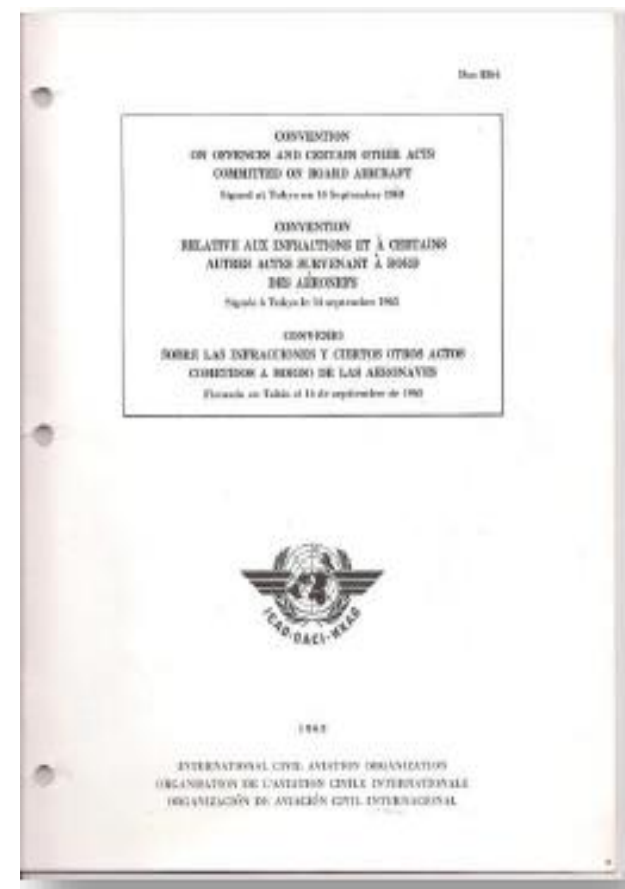 Doc 8364
CONVENTION
ON OFFENCES AND CERTAIN OTHER ACTS
COMMITTED ON BOARD AIRCRAFT
Signed at Tokyo on 14 September 1963
CONVENTION
RELATIVE AUX INFRACTIONS ET À CERTAINS
AUTRES ACTES SURVENANT À BORD
DES AÉRONEFS
Signée à Tokyo le 14 septembre 1963
CONVENIO
SOBRE LAS INFRACCIONES Y CIERTOS OTROS ACTOS
COMETIDOS A BORDO DE LAS AERONAVES
Firmado en Tokio el 14 de septiembre de 1963
ICAO·OACI·ИКАО
1963
INTERNATIONAL CIVIL AVIATION ORGANIZATION
ORGANISATION DE L'AVIATION CIVILE INTERNATIONALE
ORGANIZACIÓN DE AVIACIÓN CIVIL INTERNACIONAL